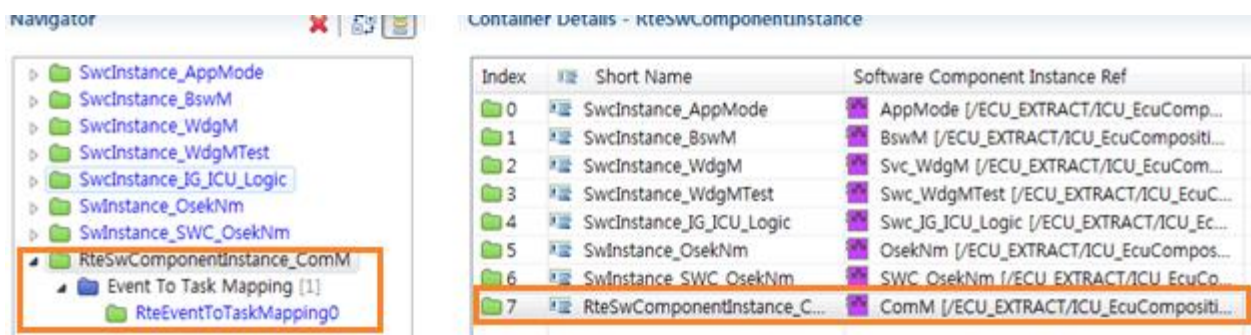 Navigator
SwcInstance_AppMode
SwcInstance_BswM
SwcInstance_WdgM
SwcInstance_WdgMTest
SwcInstance_IG_ICU_Logic
SwInstance_OsekNm
SwInstance_SWC_OsekNm
RteSwComponentInstance_ComM
Event To Task Mapping [1]
RteEventToTaskMapping0
Container Details - RteSwComponentInstance
Index Short Name Software Component Instance Ref
0 SwcInstance_AppMode AppMode [/ECU_EXTRACT/ICU_EcuComp...
1 SwcInstance_BswM BswM [/ECU_EXTRACT/ICU_EcuCompositi...
2 SwcInstance_WdgM Svc_WdgM [/ECU_EXTRACT/ICU_EcuCom...
3 SwcInstance_WdgMTest Swc_WdgMTest [/ECU_EXTRACT/ICU_EcuC...
4 SwcInstance_IG_ICU_Logic Swc_IG_ICU_Logic [/ECU_EXTRACT/ICU_Ec...
5 SwInstance_OsekNm OsekNm [/ECU_EXTRACT/ICU_EcuCompos...
6 SwInstance_SWC_OsekNm SWC_OsekNm [/ECU_EXTRACT/ICU_EcuCo...
7 RteSwComponentInstance_C... ComM [/ECU_EXTRACT/ICU_EcuCompositi...